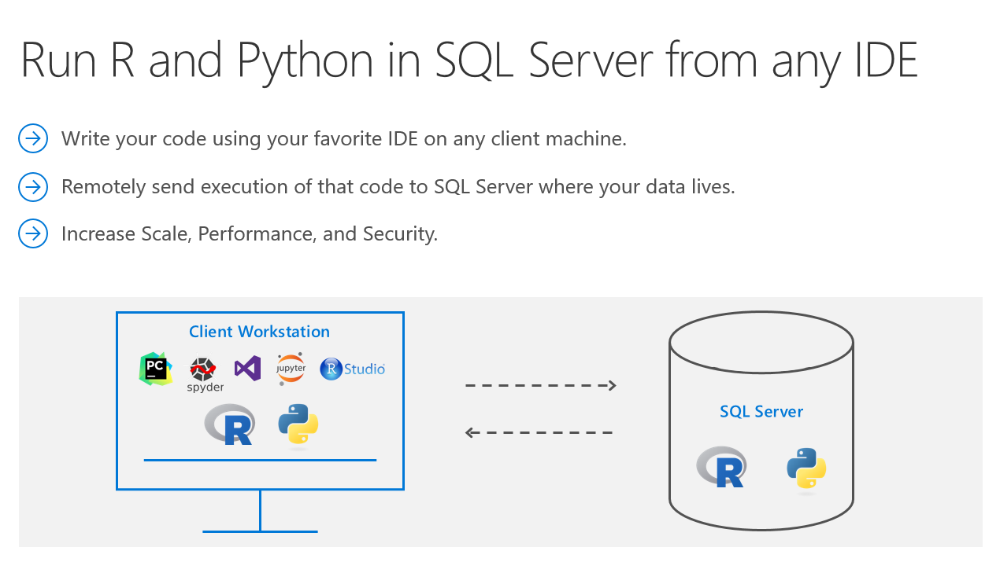 Run R and Python in SQL Server from any IDE
Write your code using your favorite IDE on any client machine.
Remotely send execution of that code to SQL Server where your data lives.
Increase Scale, Performance, and Security.
Client Workstation
PC
spyder
jupyter
R Studio
R
SQL Server
R